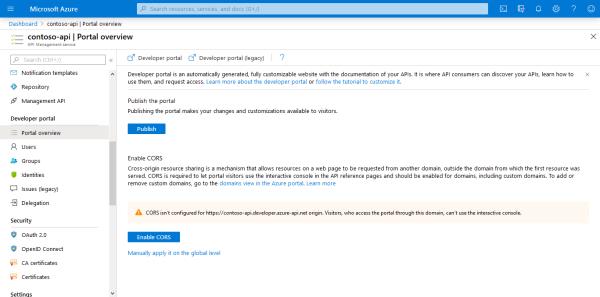 Microsoft Azure
Search resources, services, and docs (G+/)
Dashboard > contoso-api | Portal overview
contoso-api | Portal overview
API Management service
Search (Ctrl+/)
Notification templates
Repository
Management API
Developer portal
Portal overview
Users
Groups
Identities
Issues (legacy)
Delegation
Security
OAuth 2.0
OpenID Connect
CA certificates
Certificates
Settings
Developer portal
Developer portal (legacy)
Developer portal is an automatically generated, fully customizable website with the documentation of your APIs. It is where API consumers can discover your APIs, learn how to
use them, and request access. Learn more about the developer portal or follow the tutorial to customize it.
Publish the portal
Publishing the portal makes your changes and customizations available to visitors.
Publish
Enable CORS
Cross-origin resource sharing is a mechanism that allows resources on a web page to be requested from another domain, outside the domain from which the first resource was
served. CORS is required to let portal visitors use the interactive console in the API reference pages and should be enabled for domains, including custom domains. To add or
remove custom domains, go to the domains view in the Azure portal. Learn more
CORS isn't configured for https://contoso-api.developer.azure-api.net origin. Visitors, who access the portal through this domain, can't use the interactive console.
Enable CORS
Manually apply it on the global level